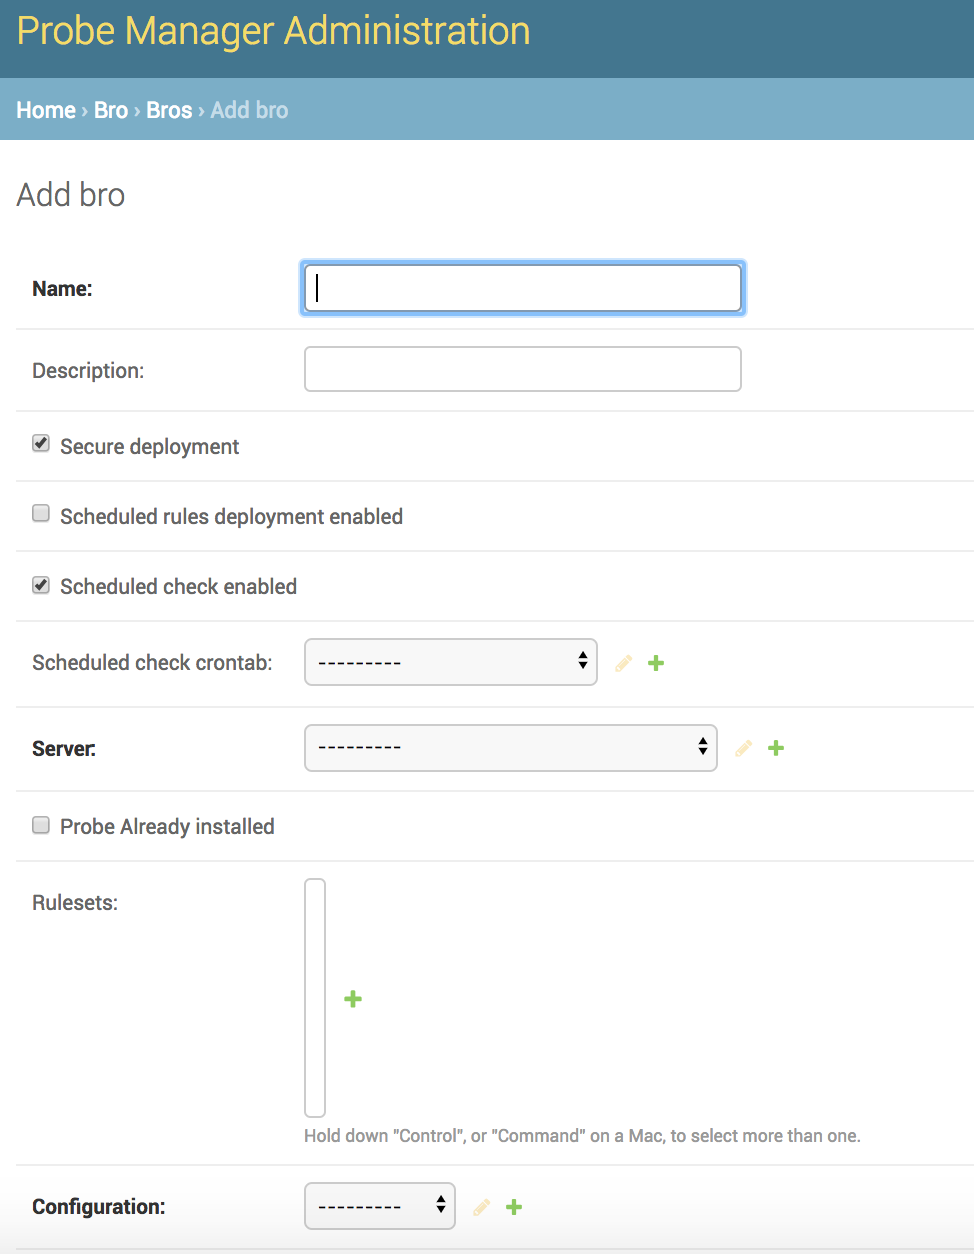 Probe Manager Administration
Home › Bro › Bros › Add bro
Add bro
Name:
Description:
Secure deployment
Scheduled rules deployment enabled
Scheduled check enabled
Scheduled check crontab: ---------
Server: ---------
Probe Already installed
Rulesets:
Hold down "Control", or "Command" on a Mac, to select more than one.
Configuration: ---------